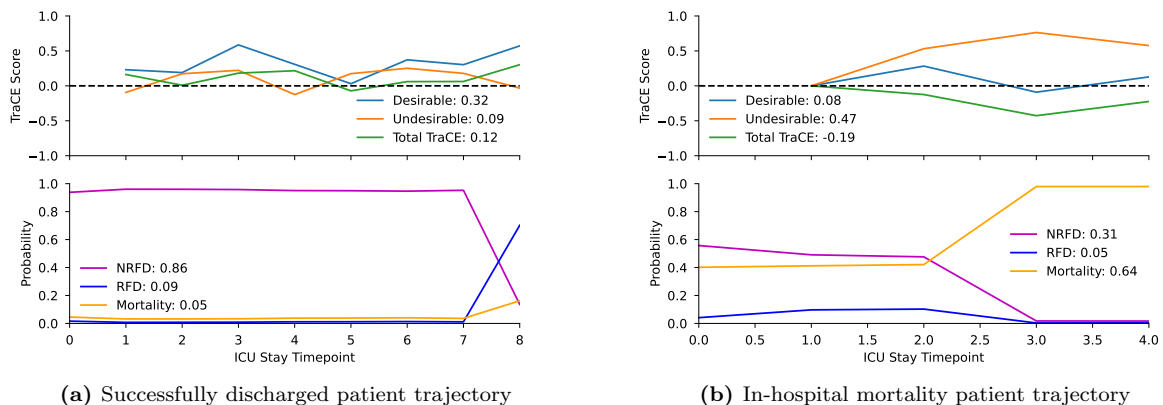 1.0
0.5
0.0
−0.5
−1.0
TraCE Score
Desirable: 0.32
Undesirable: 0.09
Total TraCE: 0.12
1.0
0.8
0.6
0.4
0.2
0.0
Probability
NRFD: 0.86
RFD: 0.09
Mortality: 0.05
0 1 2 3 4 5 6 7 8
ICU Stay Timepoint
(a) Successfully discharged patient trajectory
1.0
0.5
0.0
−0.5
−1.0
TraCE Score
Desirable: 0.08
Undesirable: 0.47
Total TraCE: -0.19
1.0
0.8
0.6
0.4
0.2
0.0
Probability
NRFD: 0.31
RFD: 0.05
Mortality: 0.64
0.0 0.5 1.0 1.5 2.0 2.5 3.0 3.5 4.0
ICU Stay Timepoint
(b) In-hospital mortality patient trajectory